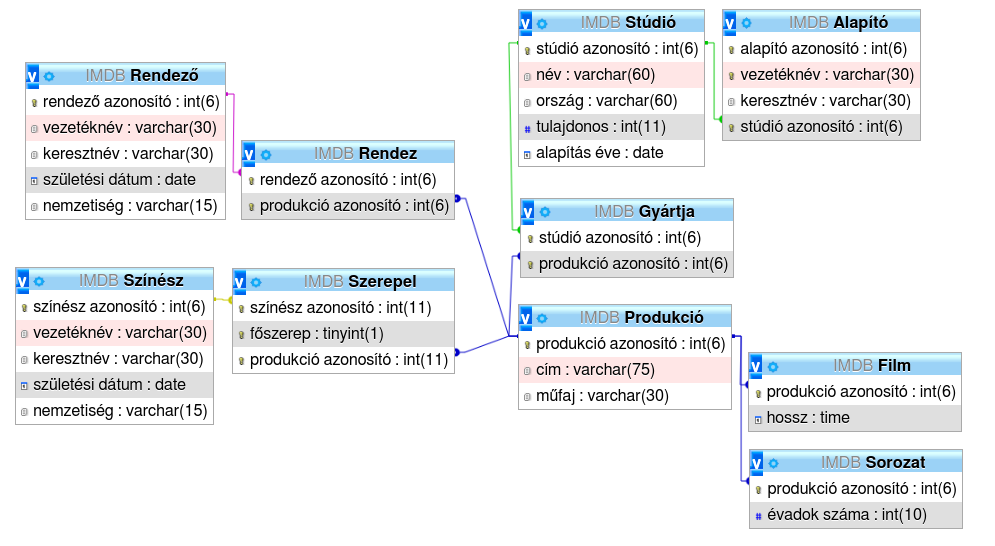 IMDB Rendező
rendező azonosító : int(6)
vezetéknév : varchar(30)
keresztnév : varchar(30)
születési dátum : date
nemzetiség : varchar(15)
IMDB Rendez
rendező azonosító : int(6)
produkció azonosító : int(6)
IMDB Stúdió
stúdió azonosító : int(6)
név : varchar(60)
ország : varchar(60)
tulajdonos : int(11)
alapítás éve : date
IMDB Alapító
alapító azonosító : int(6)
vezetéknév : varchar(30)
keresztnév : varchar(30)
stúdió azonosító : int(6)
IMDB Gyártja
stúdió azonosító : int(6)
produkció azonosító : int(6)
IMDB Színész
színész azonosító : int(6)
vezetéknév : varchar(30)
keresztnév : varchar(30)
születési dátum : date
nemzetiség : varchar(15)
IMDB Szerepel
színész azonosító : int(11)
főszerep : tinyint(1)
produkció azonosító : int(11)
IMDB Produkció
produkció azonosító : int(6)
cím : varchar(75)
műfaj : varchar(30)
IMDB Film
produkció azonosító : int(6)
hossz : time
IMDB Sorozat
produkció azonosító : int(6)
évadok száma : int(10)